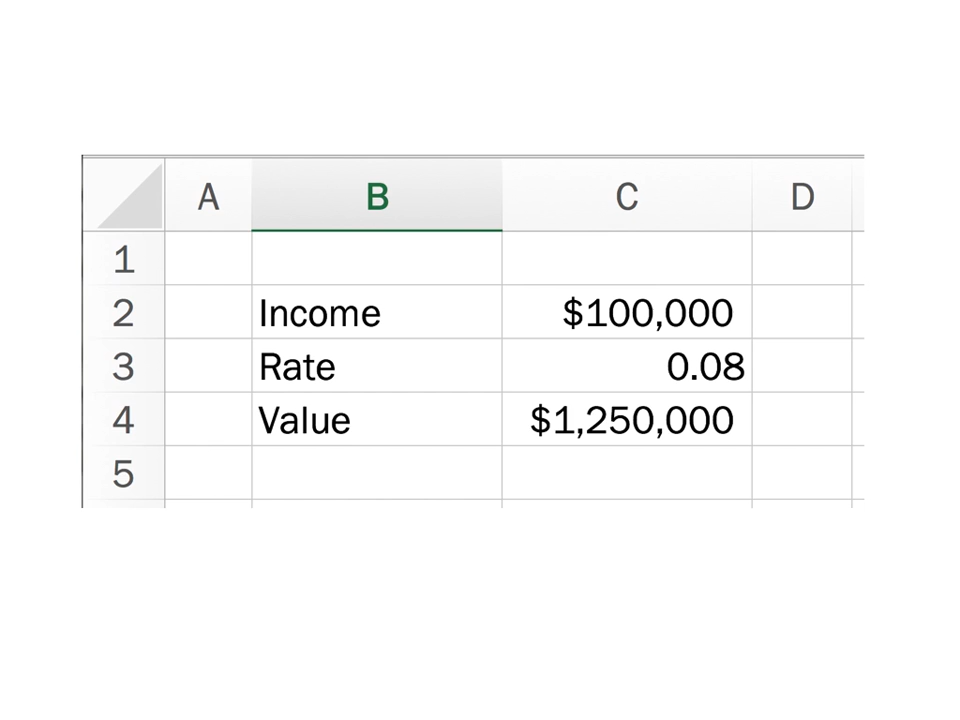 A B C D
1
2 Income $100,000
3 Rate 0.08
4 Value $1,250,000
5